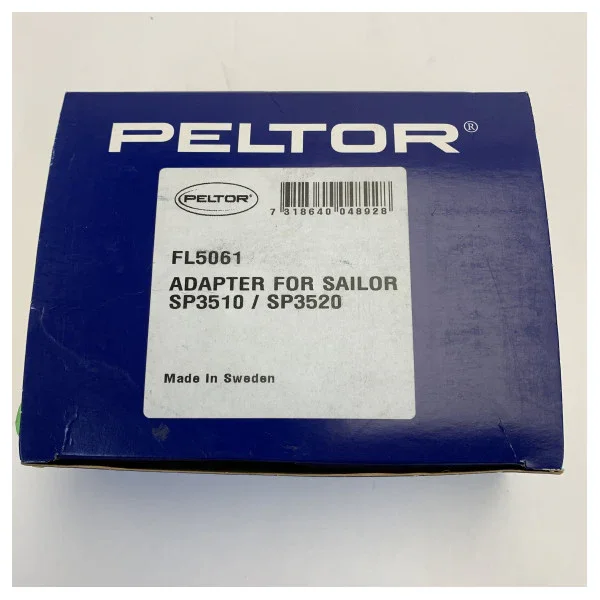 PELTOR®
PELTOR®
7 318640 048928
FL5061
ADAPTER FOR SAILOR
SP3510 / SP3520
Made In Sweden